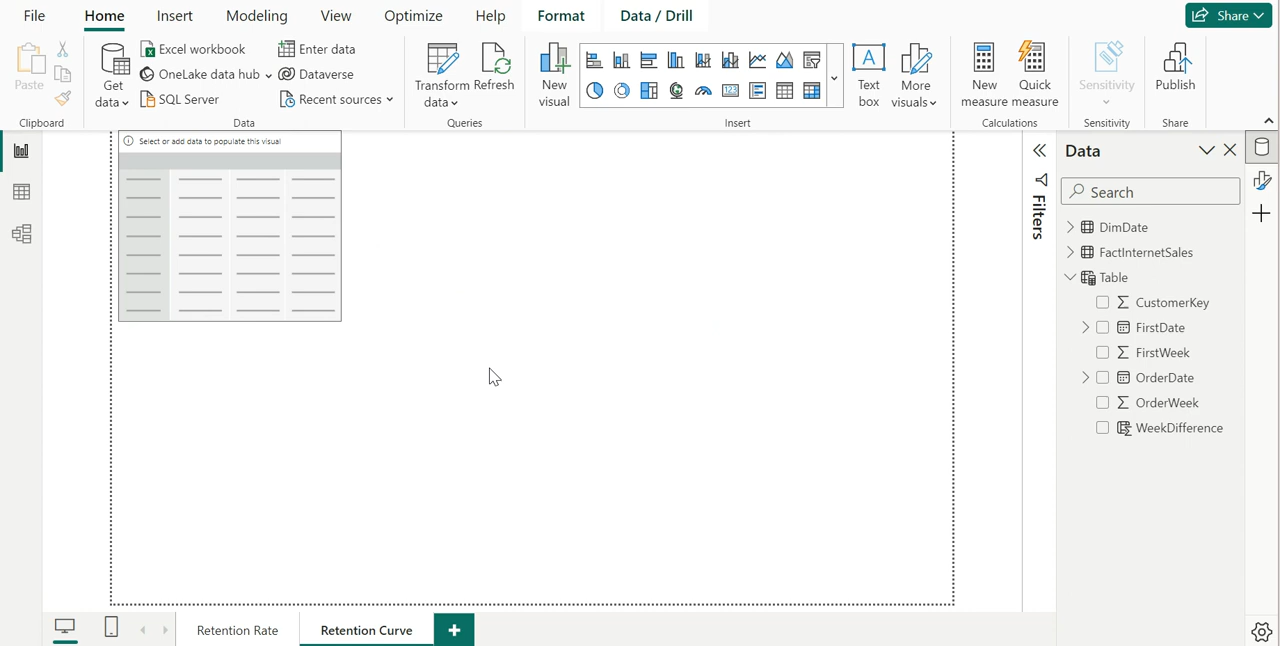 File
Home
Insert
Modeling
View
Optimize
Help
Format
Data / Drill
Share
Paste
Clipboard
Get
data
Excel workbook
OneLake data hub
SQL Server
Enter data
Dataverse
Recent sources
Data
Transform
data
Refresh
Queries
New
visual
123
Insert
A
Text
box
More
visuals
New
measure
Quick
measure
Calculations
Sensitivity
Sensitivity
Publish
Share
Select or add data to populate this visual
Filters
Data
Search
DimDate
FactInternetSales
Table
CustomerKey
FirstDate
FirstWeek
OrderDate
OrderWeek
WeekDifference
Retention Rate
Retention Curve